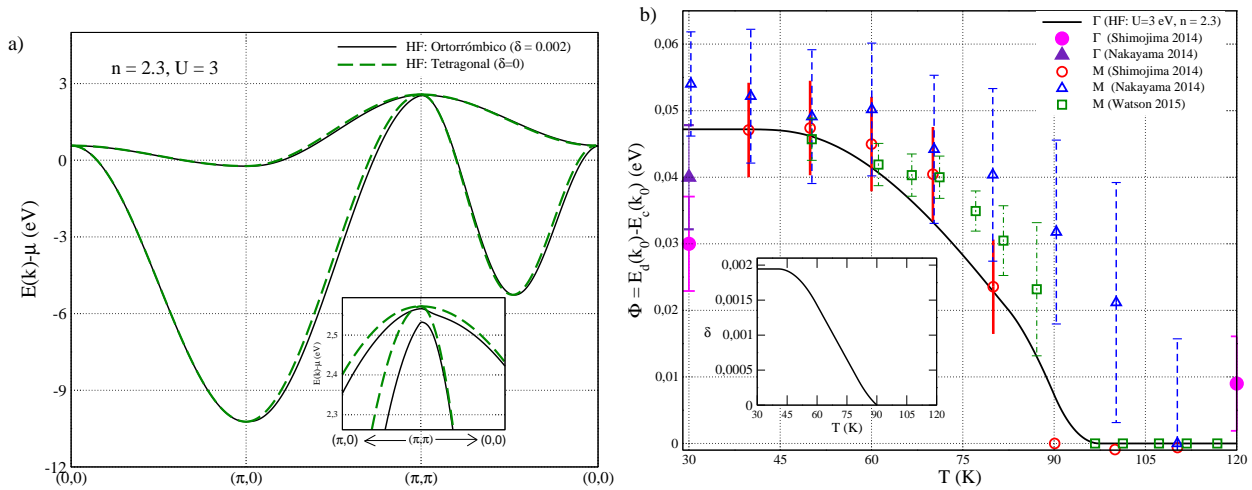 a)
n = 2.3, U = 3
HF: Ortorrómbico (δ = 0.002)
HF: Tetragonal (δ=0)
E(k)-μ (eV)
3
0
-3
-6
-9
-12
(0,0)
(π,0)
(π,π)
(0,0)
E(k)-μ (eV)
2,5
2,4
2,3
(π,0)
(π,π)
(0,0)
b)
Γ (HF: U=3 eV, n = 2.3)
Γ (Shimojima 2014)
Γ (Nakayama 2014)
M (Shimojima 2014)
M (Nakayama 2014)
M (Watson 2015)
Φ = E_d(k_0)-E_c(k_0) (eV)
0,06
0,05
0,04
0,03
0,02
0,01
0
30
45
60
75
90
105
120
T (K)
δ
0,002
0,0015
0,001
0,0005
0
30
45
60
75
90
105
120
T (K)